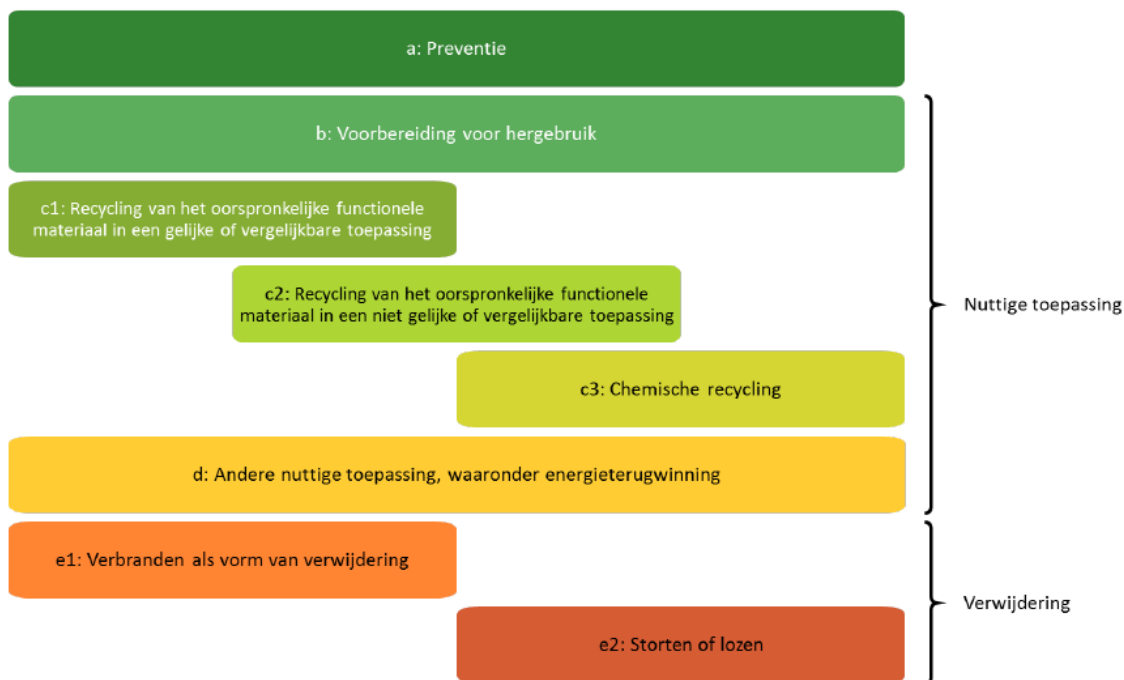 a: Preventie
b: Voorbereiding voor hergebruik
c1: Recycling van het oorspronkelijke functionele
materiaal in een gelijke of vergelijkbare toepassing
c2: Recycling van het oorspronkelijke functionele
materiaal in een niet gelijke of vergelijkbare toepassing
Nuttige toepassing
c3: Chemische recycling
d: Andere nuttige toepassing, waaronder energieterugwinning
e1: Verbranden als vorm van verwijdering
Verwijdering
e2: Storten of lozen